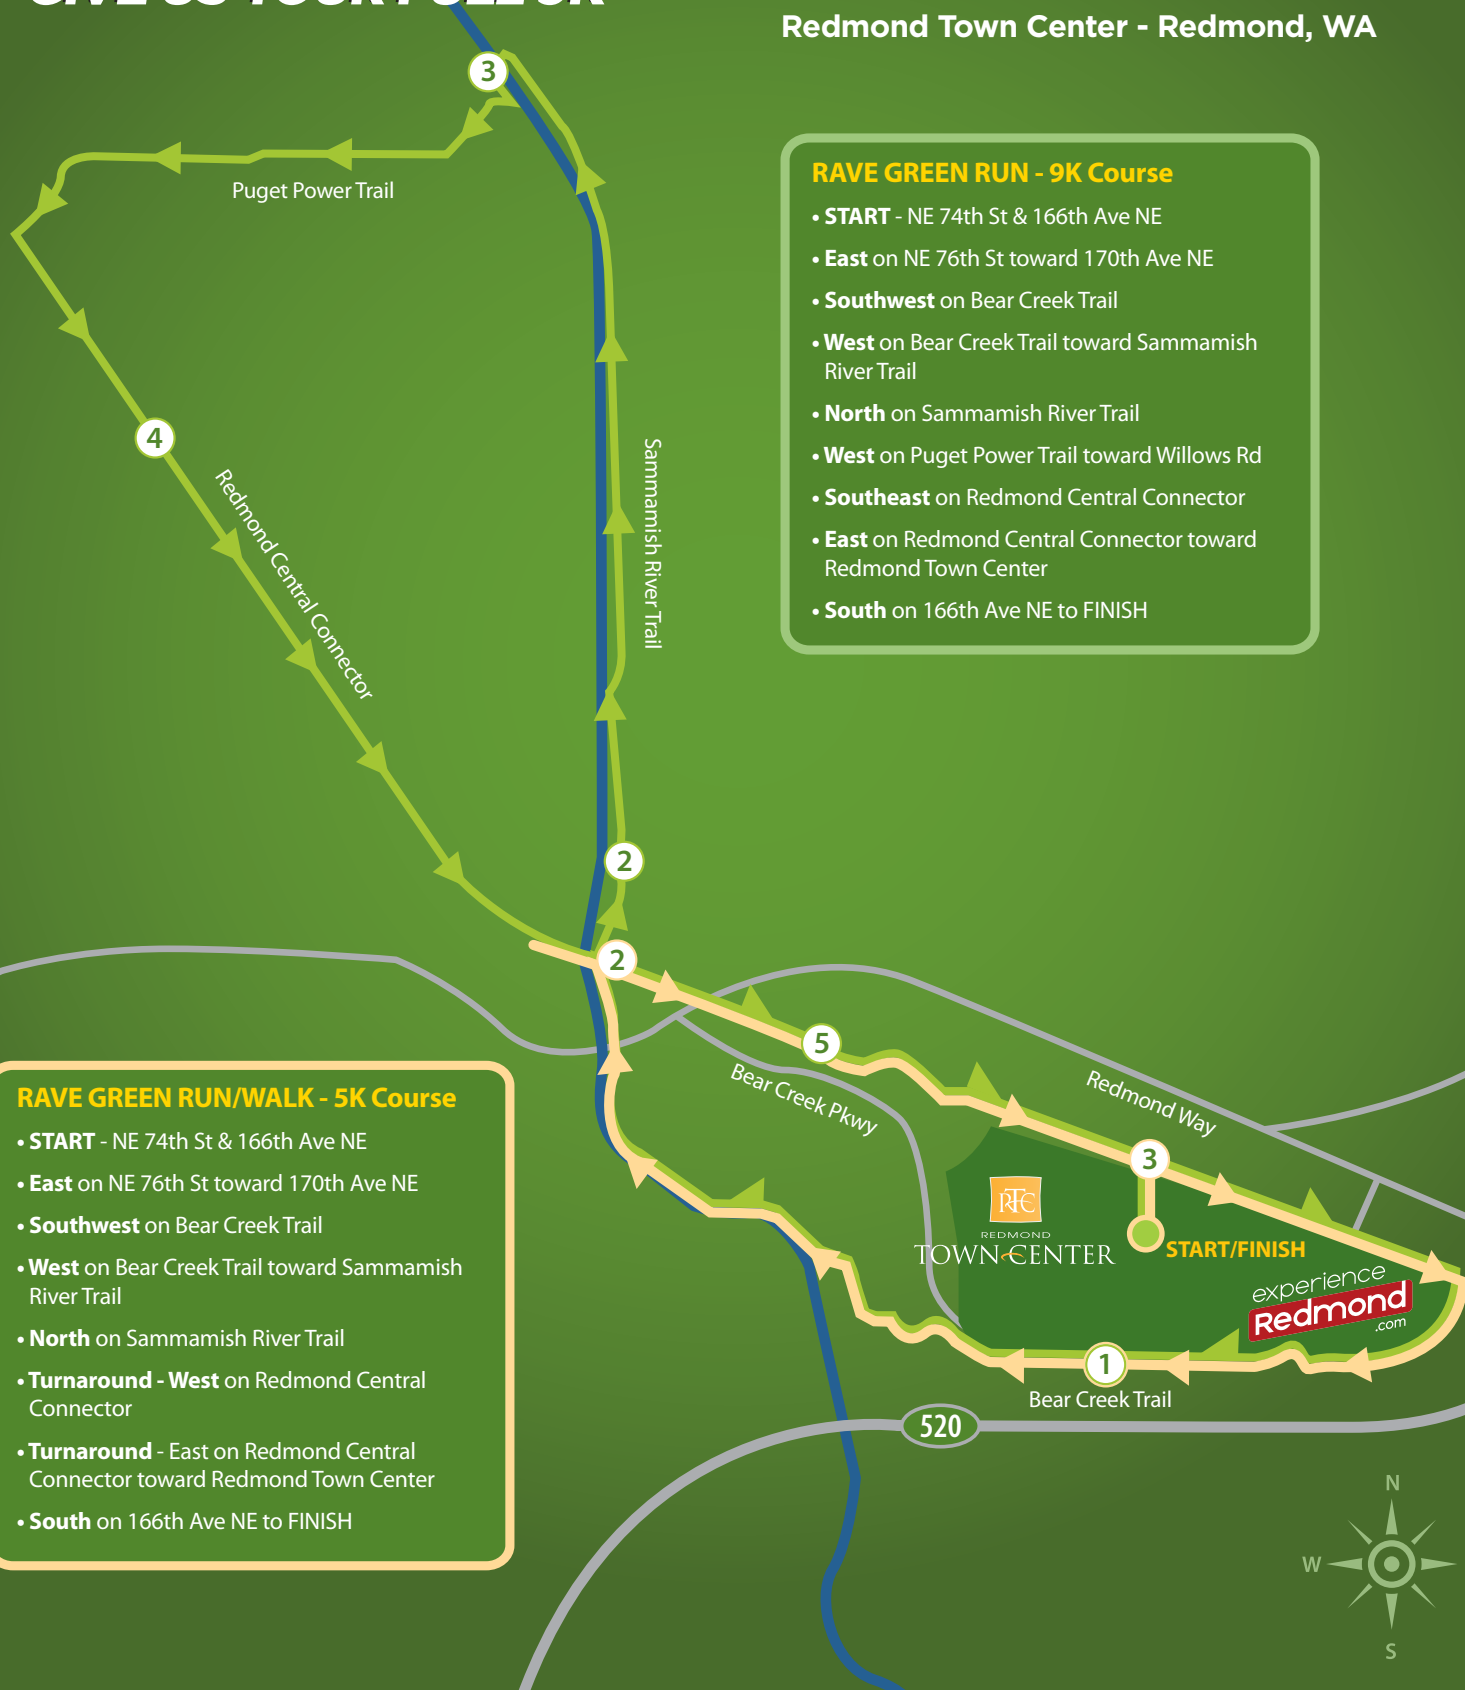 GIVE US YOUR FULL 9K
Redmond Town Center - Redmond, WA
3
Puget Power Trail
RAVE GREEN RUN - 9K Course
• START - NE 74th St & 166th Ave NE
• East on NE 76th St toward 170th Ave NE
• Southwest on Bear Creek Trail
• West on Bear Creek Trail toward Sammamish
River Trail
• North on Sammamish River Trail
• West on Puget Power Trail toward Willows Rd
• Southeast on Redmond Central Connector
• East on Redmond Central Connector toward
Redmond Town Center
• South on 166th Ave NE to FINISH
4
Redmond Central Connector
Sammamish River Trail
2
2
5
Bear Creek Pkwy
Redmond Way
3
RTC
REDMOND
TOWN CENTER
START/FINISH
experience
Redmond
.com
1
Bear Creek Trail
520
RAVE GREEN RUN/WALK - 5K Course
• START - NE 74th St & 166th Ave NE
• East on NE 76th St toward 170th Ave NE
• Southwest on Bear Creek Trail
• West on Bear Creek Trail toward Sammamish
River Trail
• North on Sammamish River Trail
• Turnaround - West on Redmond Central
Connector
• Turnaround - East on Redmond Central
Connector toward Redmond Town Center
• South on 166th Ave NE to FINISH
N
W
S